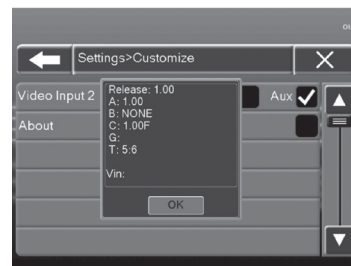 Settings>Customize
Video Input 2
Aux
About
Release: 1.00
A: 1.00
B: NONE
C: 1.00F
G:
T: 5:6
Vin:
OK